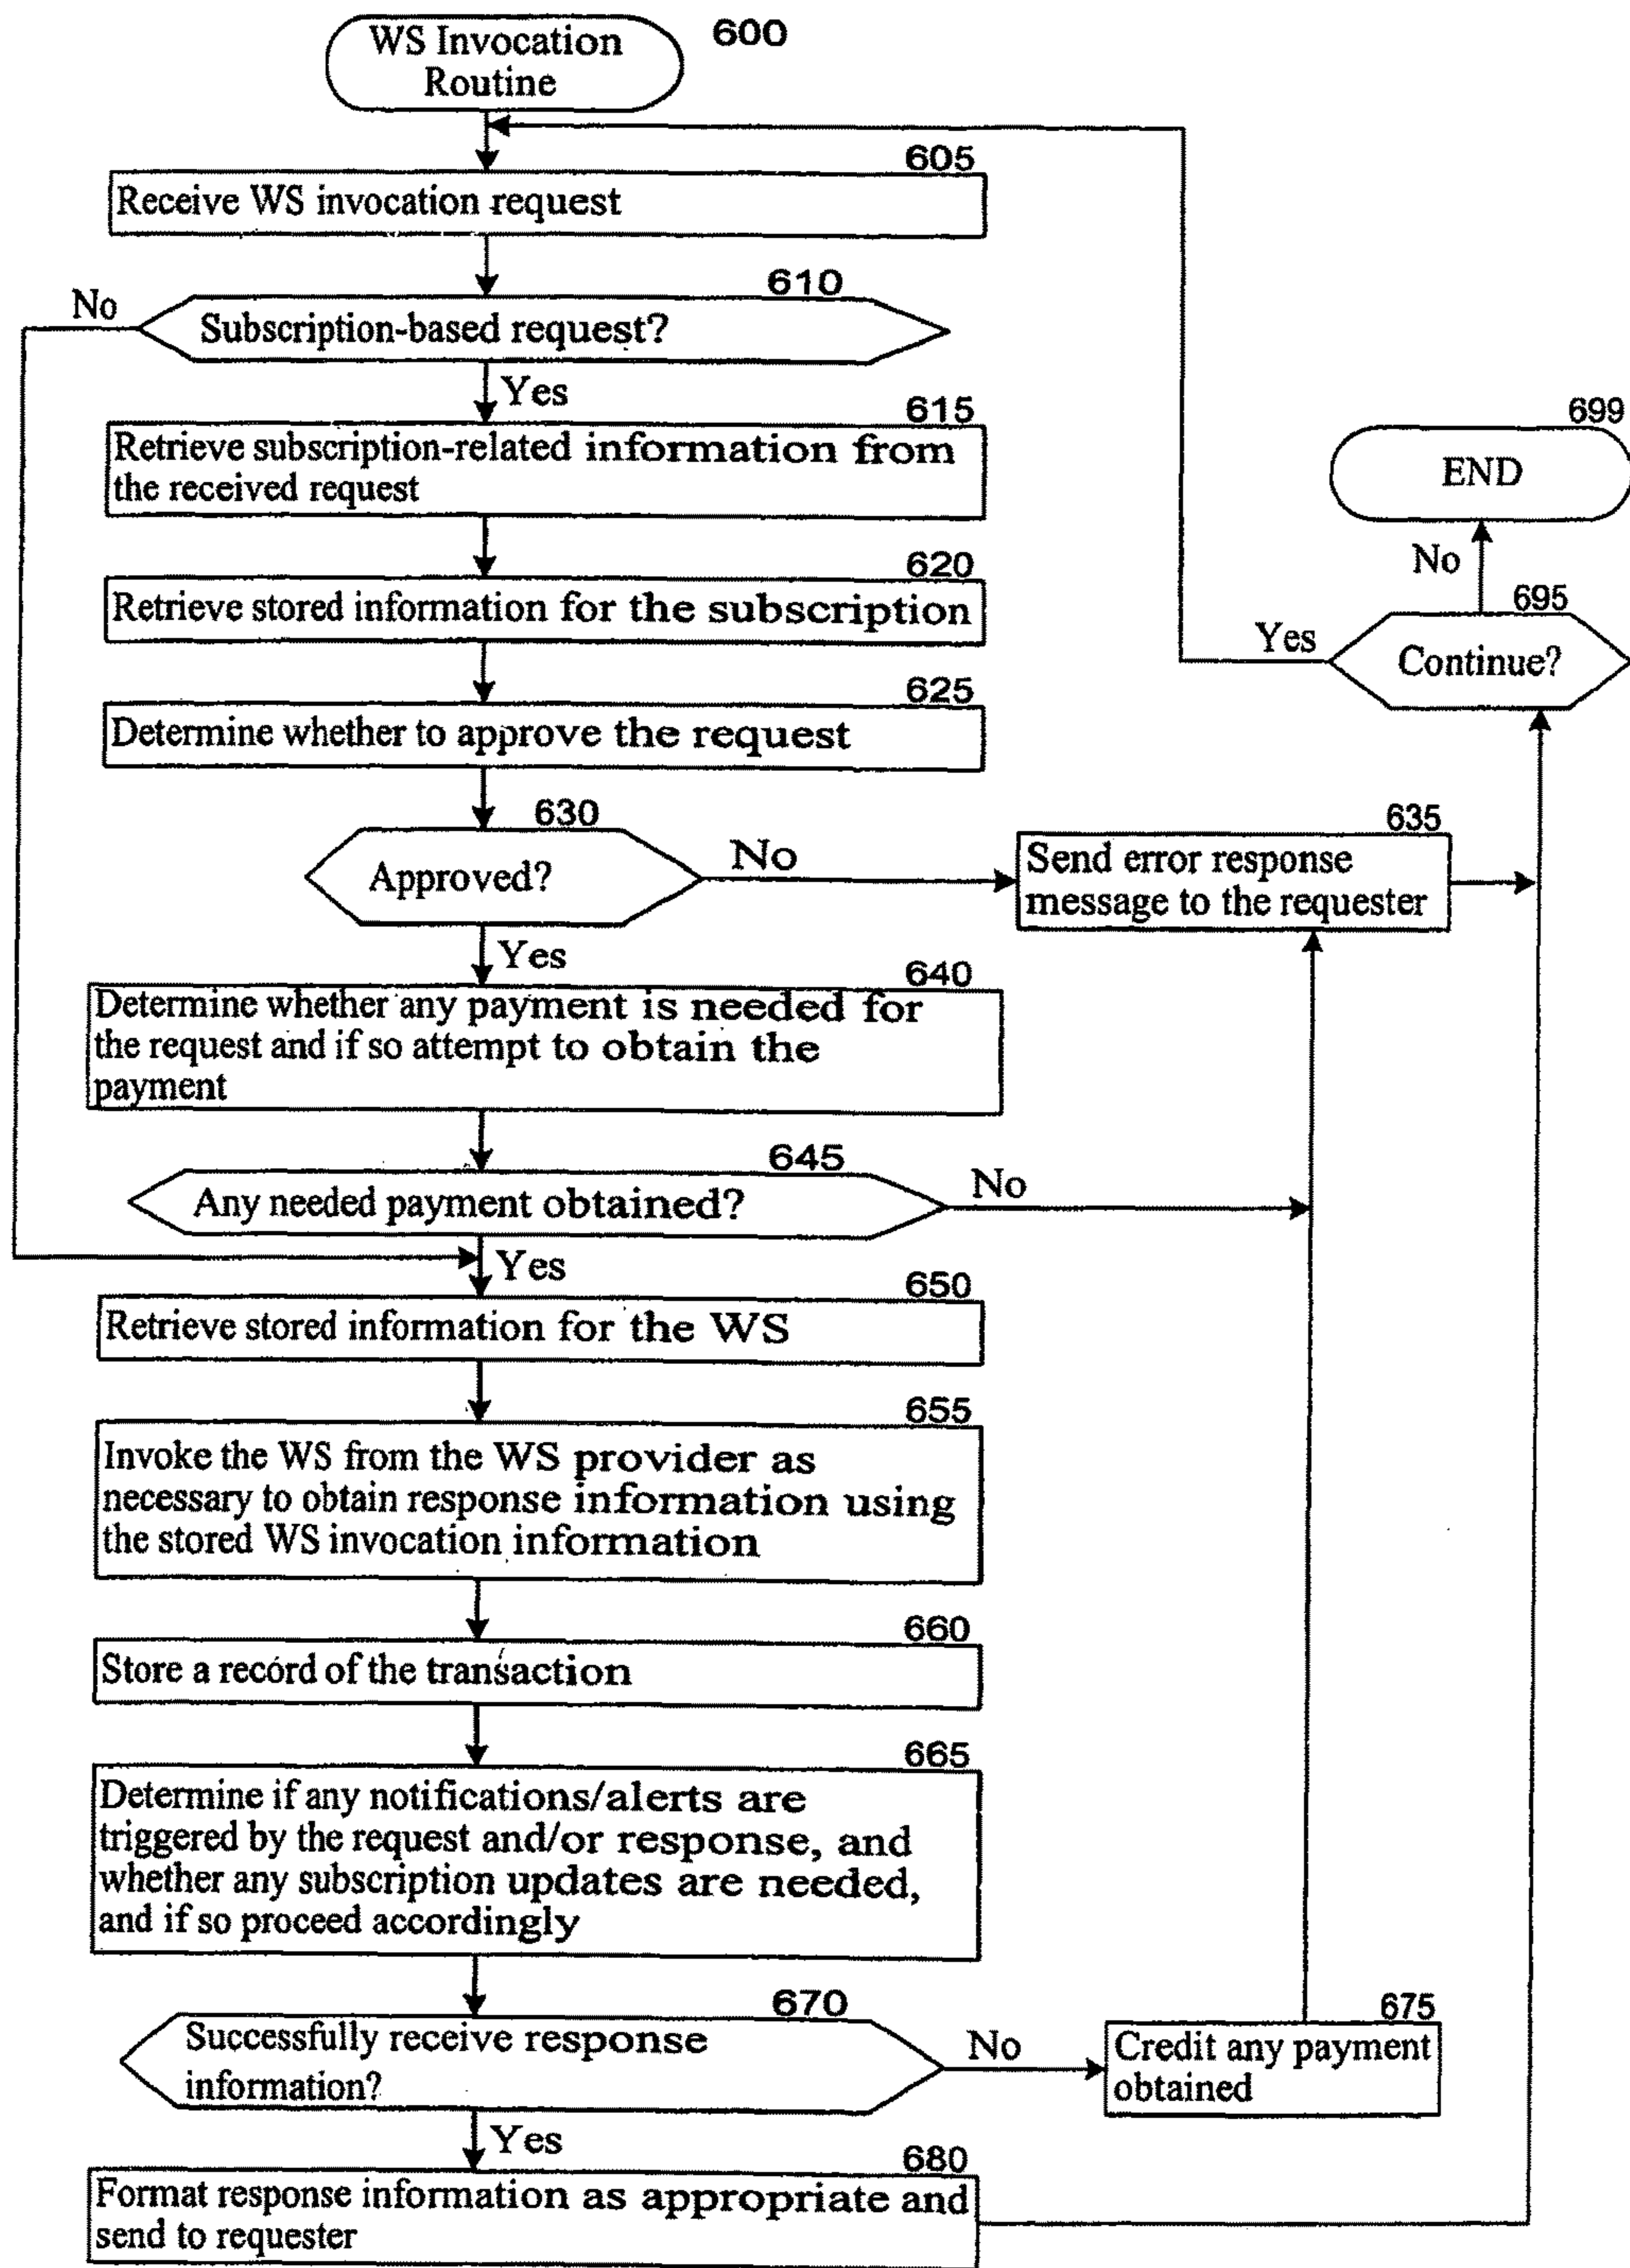 600
WS Invocation
Routine
605
Receive WS invocation request
610
No
Subscription-based request?
Yes
615
Retrieve subscription-related information from
the received request
699
END
No
620
Retrieve stored information for the subscription
695
Yes
Continue?
625
Determine whether to approve the request
630
Approved?
No
635
Send error response
message to the requester
Yes
640
Determine whether any payment is needed for
the request and if so attempt to obtain the
payment
645
Any needed payment obtained?
No
Yes
650
Retrieve stored information for the WS
655
Invoke the WS from the WS provider as
necessary to obtain response information using
the stored WS invocation information
660
Store a record of the transaction
665
Determine if any notifications/alerts are
triggered by the request and/or response, and
whether any subscription updates are needed,
and if so proceed accordingly
670
Successfully receive response
information?
No
675
Credit any payment
obtained
Yes
680
Format response information as appropriate and
send to requester